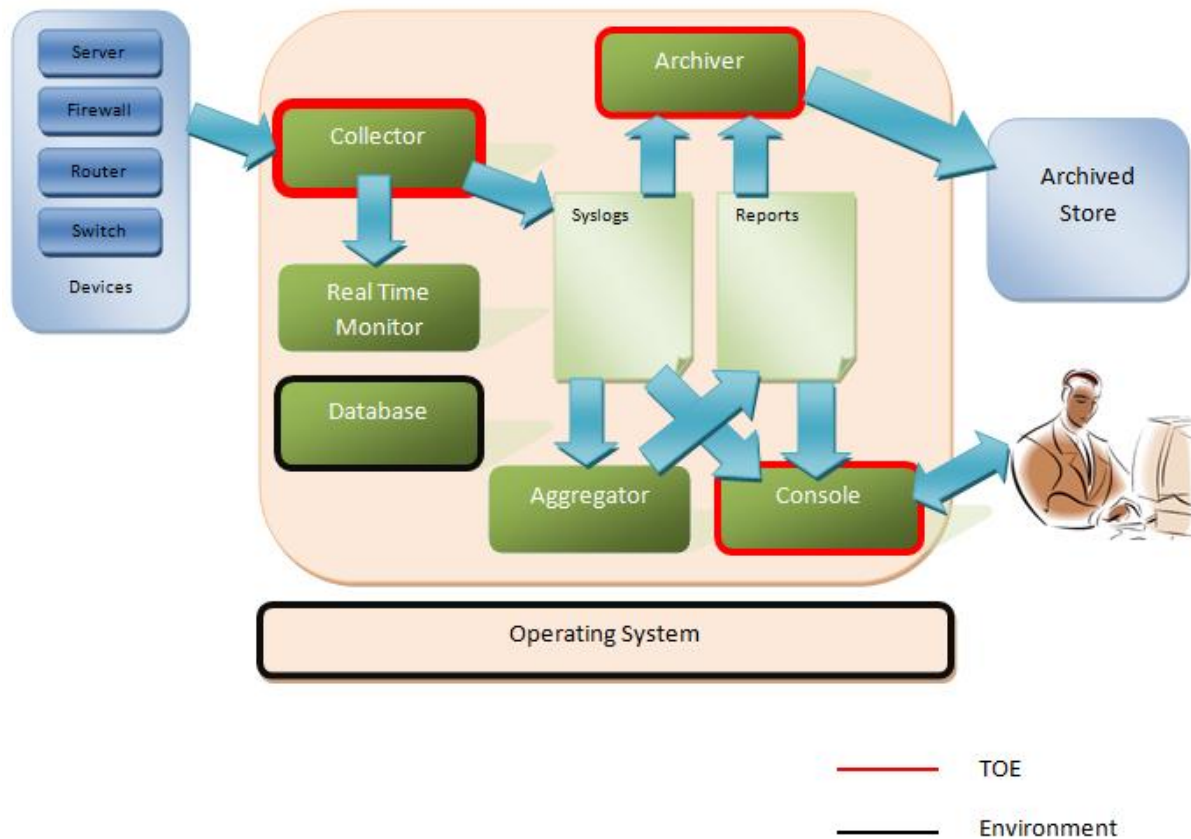 Server
Firewall
Router
Switch
Devices
Collector
Real Time
Monitor
Database
Archiver
Syslogs
Reports
Aggregator
Console
Archived
Store
Operating System
TOE
Environment